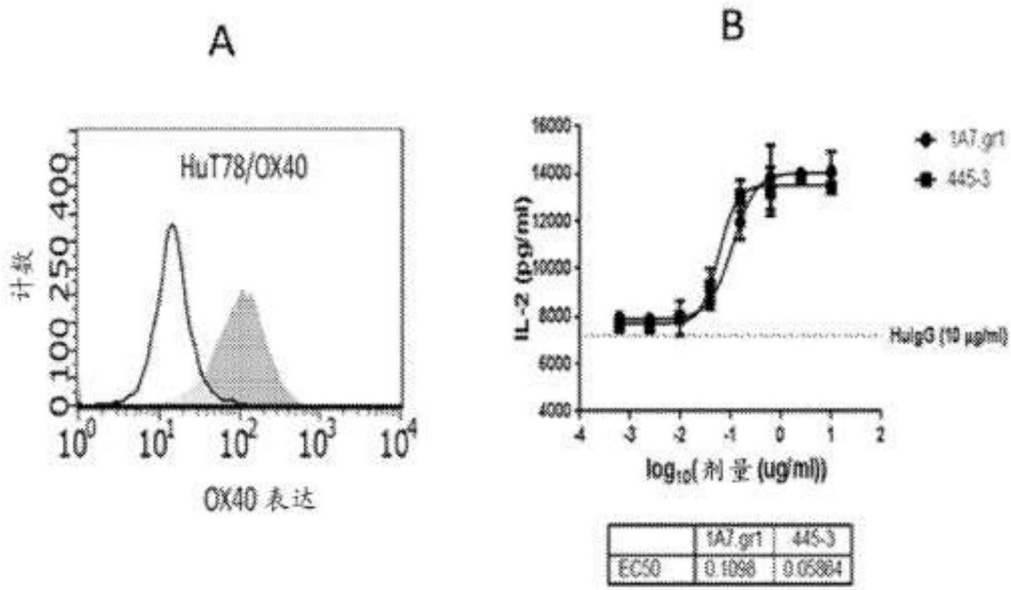 A
HuT78/OX40
计数
0 100 250 400
10^0 10^1 10^2 10^3 10^4
OX40 表达
B
16000
14000
12000
10000
8000
6000
4000
IL-2 (pg/ml)
1A7.gr1
445-3
HuIgG (10 µg/ml)
-4 -3 -2 -1 0 1 2
log10(剂量 (ug/ml))
1A7.gr1 445-3
EC50 0.1098 0.05864